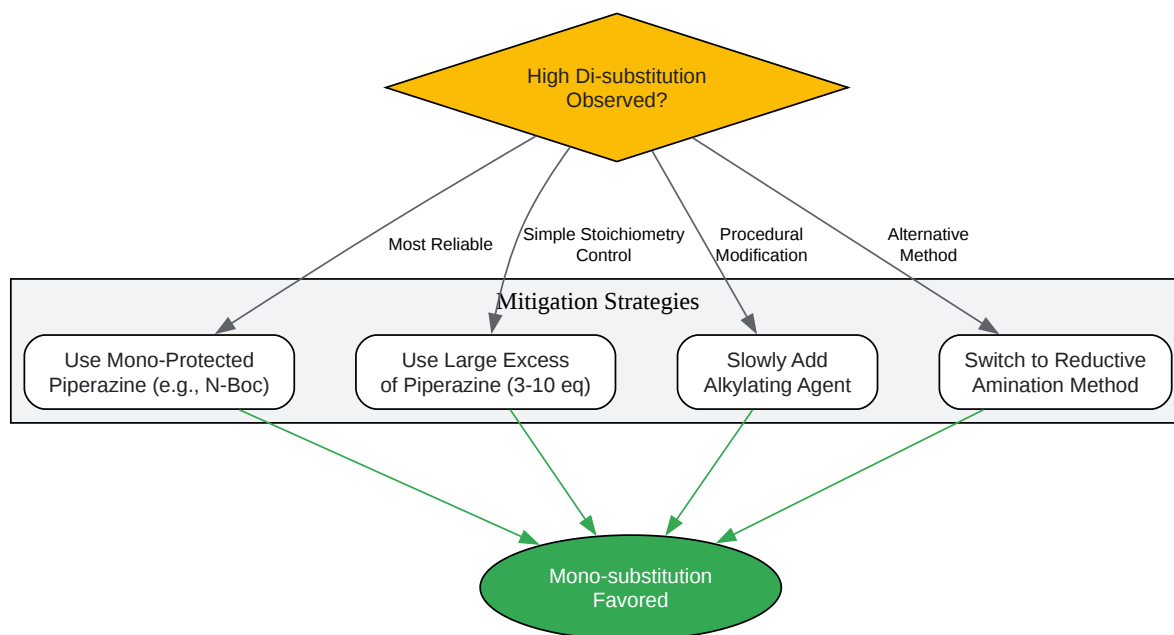 High Di-substitution
Observed?
Most Reliable
Simple Stoichiometry
Control
Procedural
Modification
Alternative
Method
Mitigation Strategies
Use Mono-Protected
Piperazine (e.g., N-Boc)
Use Large Excess
of Piperazine (3-10 eq)
Slowly Add
Alkylating Agent
Switch to Reductive
Amination Method
Mono-substitution
Favored